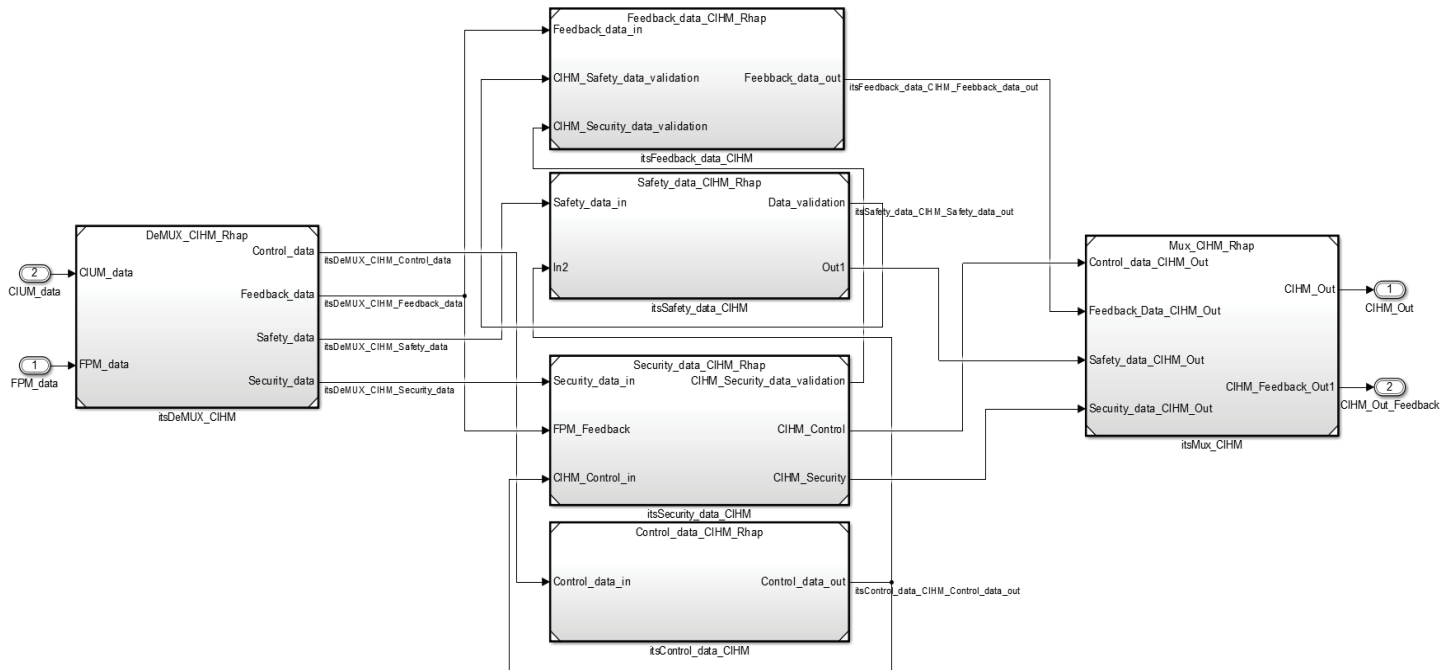 Feedback_data_CIHM_Rhap
Feedback_data_in
CIHM_Safety_data_validation
Feebback_data_out
itsFeedback_data_CIHM_Feebback_data_out
CIHM_Security_data_validation
itsFeedback_data_CIHM
Safety_data_CIHM_Rhap
Safety_data_in
Data_validation
itsSafety_data_CIHM_Safety_data_out
In2
Out1
itsSafety_data_CIHM
DeMUX_CIHM_Rhap
Control_data
itsDeMUX_CIHM_Control_data
2
CIUM_data
CIUM_data
Feedback_data
itsDeMUX_CIHM_Feedback_data
Safety_data
itsDeMUX_CIHM_Safety_data
1
FPM_data
FPM_data
Security_data
itsDeMUX_CIHM_Security_data
itsDeMUX_CIHM
Security_data_CIHM_Rhap
Security_data_in
CIHM_Security_data_validation
FPM_Feedback
CIHM_Control
CIHM_Control_in
CIHM_Security
itsSecurity_data_CIHM
Control_data_CIHM_Rhap
Control_data_in
Control_data_out
itsControl_data_CIHM_Control_data_out
itsControl_data_CIHM
Mux_CIHM_Rhap
Control_data_CIHM_Out
CIHM_Out
1
CIHM_Out
Feedback_Data_CIHM_Out
Safety_data_CIHM_Out
CIHM_Feedback_Out1
2
CIHM_Out_Feedback
Security_data_CIHM_Out
itsMux_CIHM